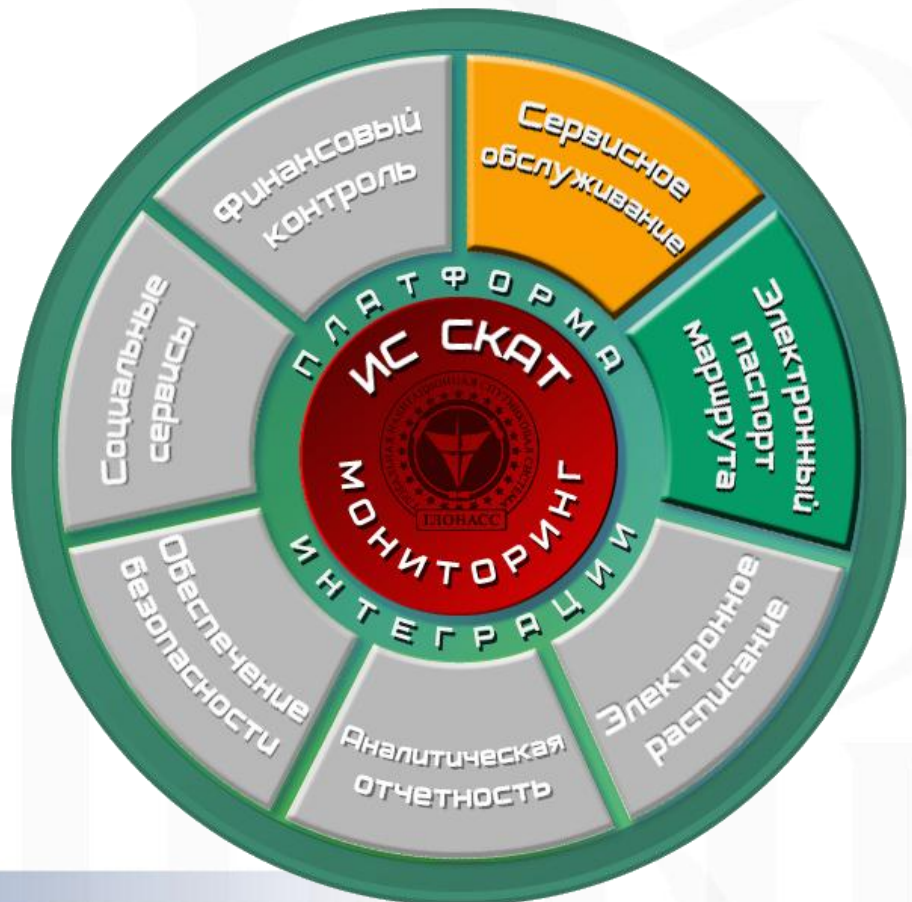 Сервисное
обслуживание
Электронный
паспорт
маршрута
Электронное
расписание
Аналитическая
отчетность
Обеспечение
безопасности
Социальные
сервисы
Финансовый
контроль
ПЛАТФОРМА
ИНТЕГРАЦИИ
ИС СКАТ
МОНИТОРИНГ
ГЛОНАСС